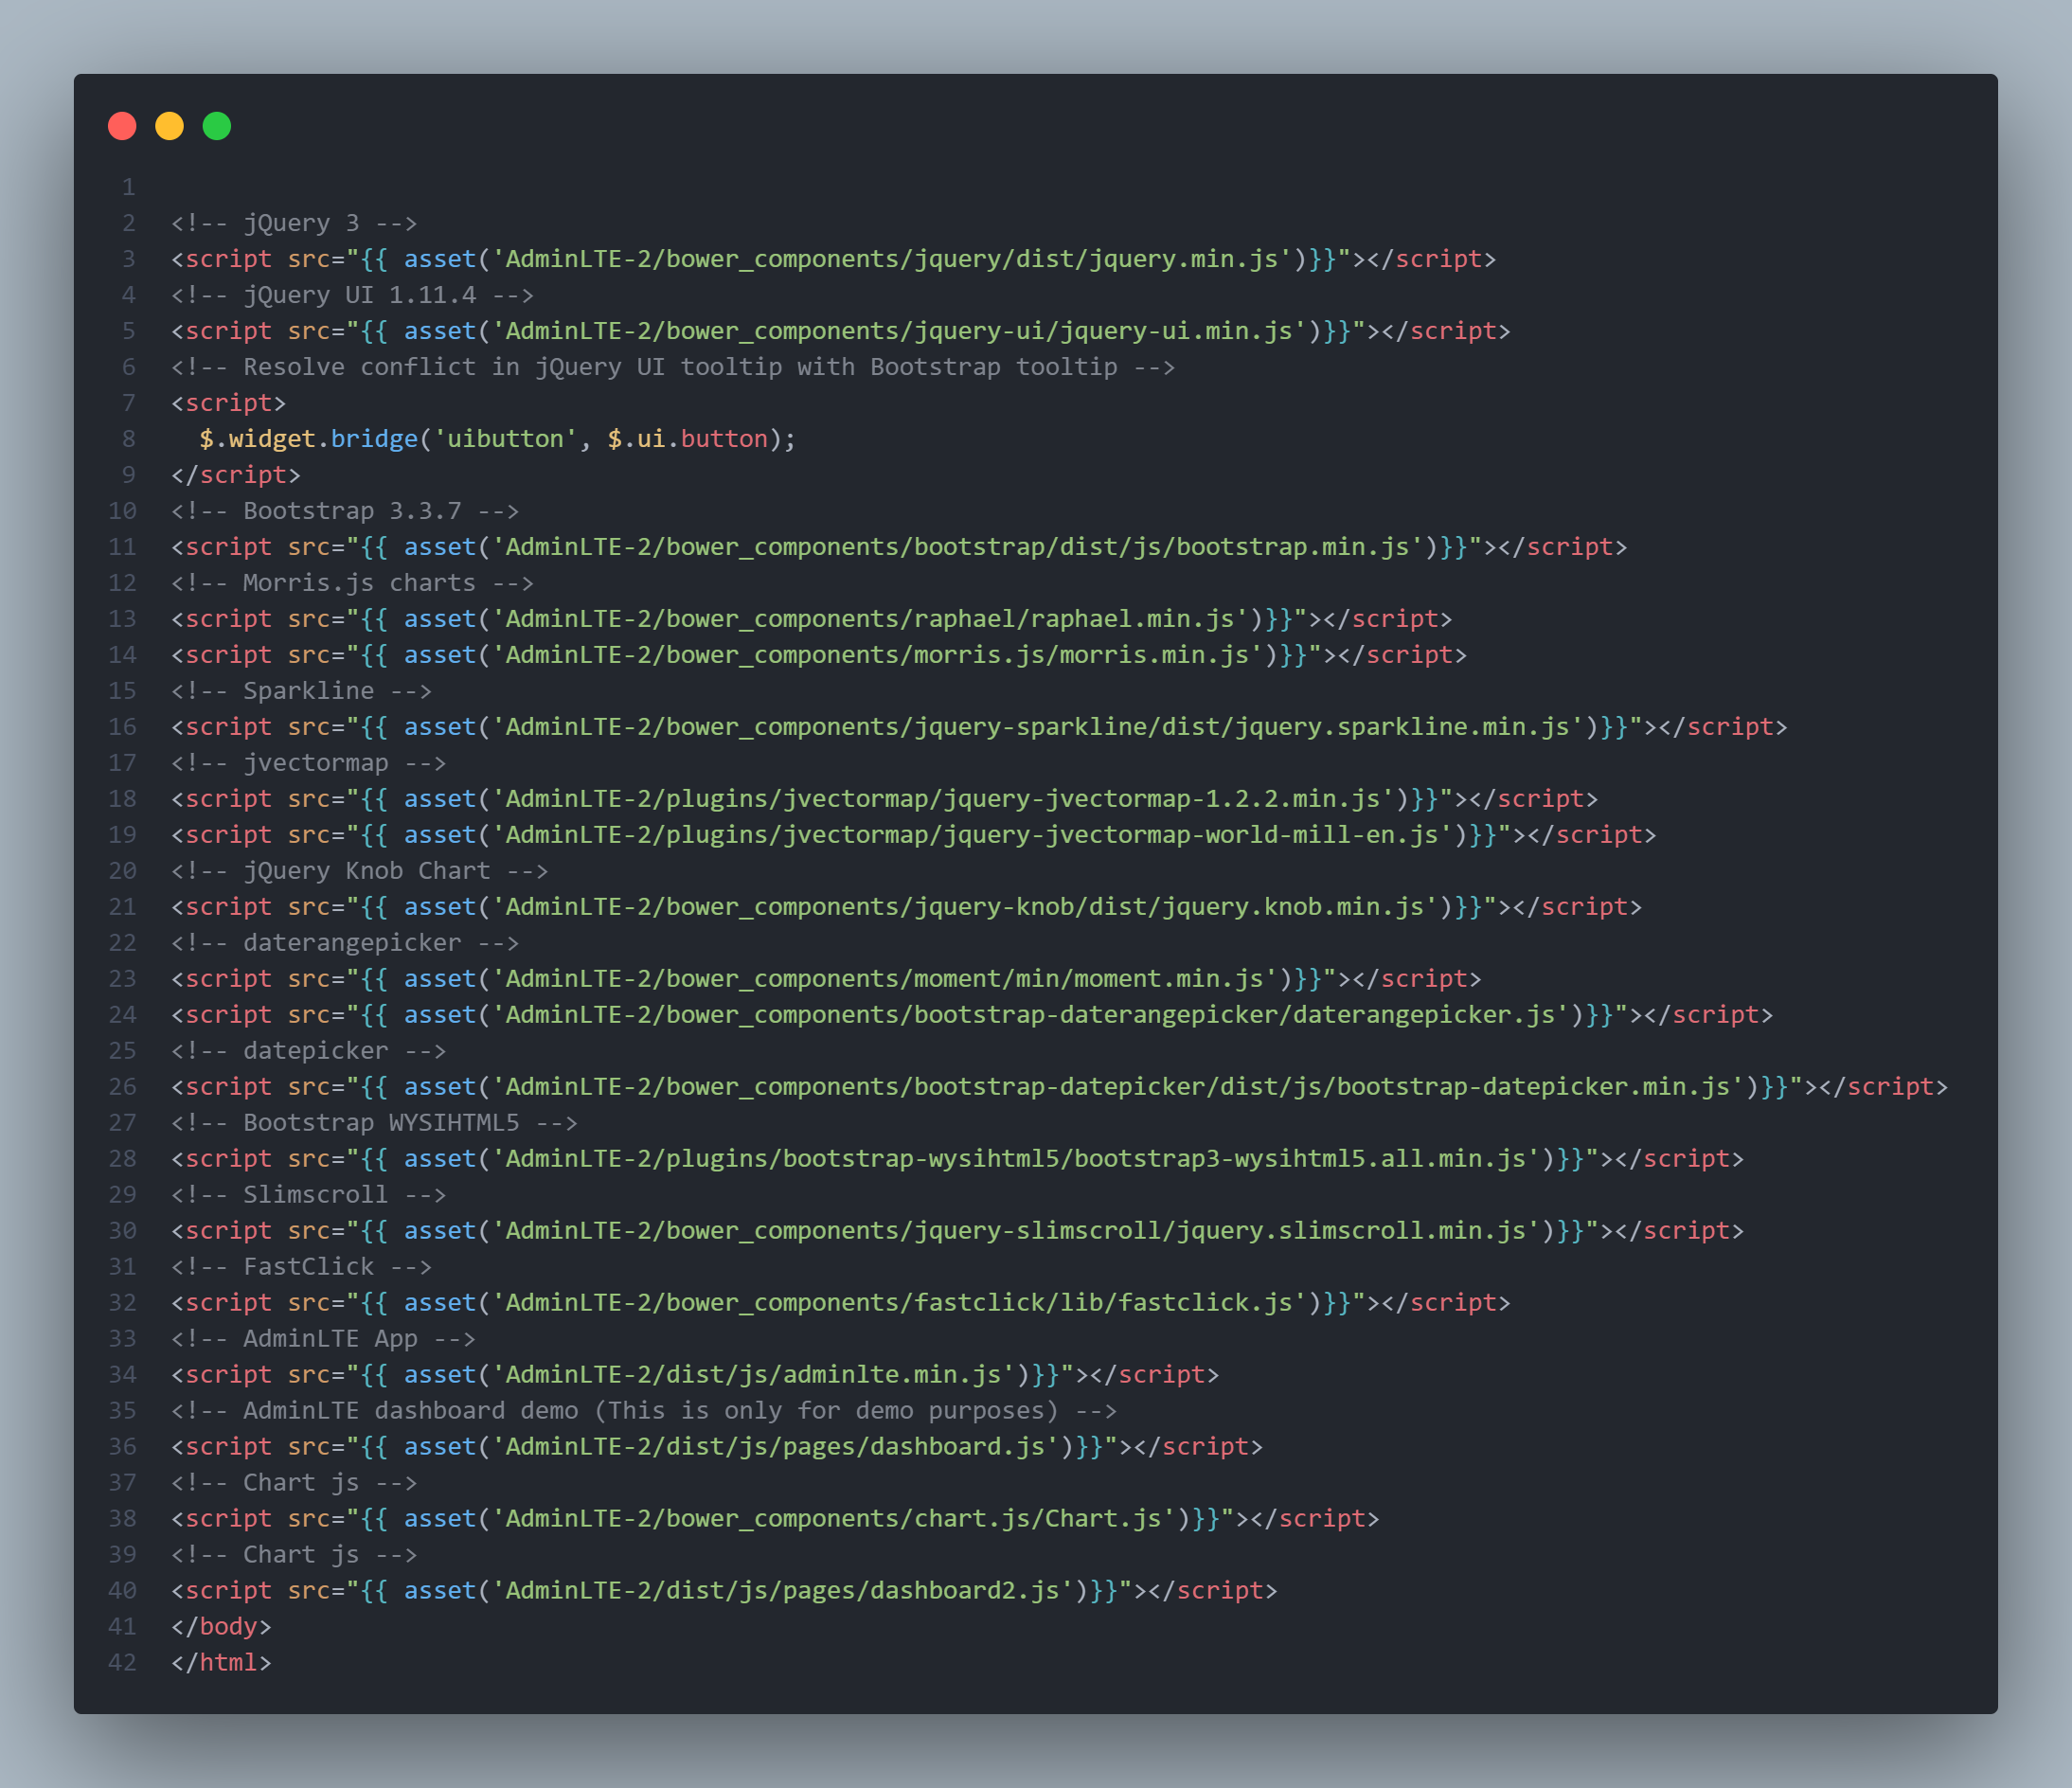 1
2 <!-- jQuery 3 -->
3 <script src="{{ asset('AdminLTE-2/bower_components/jquery/dist/jquery.min.js')}}"></script>
4 <!-- jQuery UI 1.11.4 -->
5 <script src="{{ asset('AdminLTE-2/bower_components/jquery-ui/jquery-ui.min.js')}}"></script>
6 <!-- Resolve conflict in jQuery UI tooltip with Bootstrap tooltip -->
7 <script>
8   $.widget.bridge('uibutton', $.ui.button);
9 </script>
10 <!-- Bootstrap 3.3.7 -->
11 <script src="{{ asset('AdminLTE-2/bower_components/bootstrap/dist/js/bootstrap.min.js')}}"></script>
12 <!-- Morris.js charts -->
13 <script src="{{ asset('AdminLTE-2/bower_components/raphael/raphael.min.js')}}"></script>
14 <script src="{{ asset('AdminLTE-2/bower_components/morris.js/morris.min.js')}}"></script>
15 <!-- Sparkline -->
16 <script src="{{ asset('AdminLTE-2/bower_components/jquery-sparkline/dist/jquery.sparkline.min.js')}}"></script>
17 <!-- jvectormap -->
18 <script src="{{ asset('AdminLTE-2/plugins/jvectormap/jquery-jvectormap-1.2.2.min.js')}}"></script>
19 <script src="{{ asset('AdminLTE-2/plugins/jvectormap/jquery-jvectormap-world-mill-en.js')}}"></script>
20 <!-- jQuery Knob Chart -->
21 <script src="{{ asset('AdminLTE-2/bower_components/jquery-knob/dist/jquery.knob.min.js')}}"></script>
22 <!-- daterangepicker -->
23 <script src="{{ asset('AdminLTE-2/bower_components/moment/min/moment.min.js')}}"></script>
24 <script src="{{ asset('AdminLTE-2/bower_components/bootstrap-daterangepicker/daterangepicker.js')}}"></script>
25 <!-- datepicker -->
26 <script src="{{ asset('AdminLTE-2/bower_components/bootstrap-datepicker/dist/js/bootstrap-datepicker.min.js')}}"></script>
27 <!-- Bootstrap WYSIHTML5 -->
28 <script src="{{ asset('AdminLTE-2/plugins/bootstrap-wysihtml5/bootstrap3-wysihtml5.all.min.js')}}"></script>
29 <!-- Slimscroll -->
30 <script src="{{ asset('AdminLTE-2/bower_components/jquery-slimscroll/jquery.slimscroll.min.js')}}"></script>
31 <!-- FastClick -->
32 <script src="{{ asset('AdminLTE-2/bower_components/fastclick/lib/fastclick.js')}}"></script>
33 <!-- AdminLTE App -->
34 <script src="{{ asset('AdminLTE-2/dist/js/adminlte.min.js')}}"></script>
35 <!-- AdminLTE dashboard demo (This is only for demo purposes) -->
36 <script src="{{ asset('AdminLTE-2/dist/js/pages/dashboard.js')}}"></script>
37 <!-- Chart js -->
38 <script src="{{ asset('AdminLTE-2/bower_components/chart.js/Chart.js')}}"></script>
39 <!-- Chart js -->
40 <script src="{{ asset('AdminLTE-2/dist/js/pages/dashboard2.js')}}"></script>
41 </body>
42 </html>